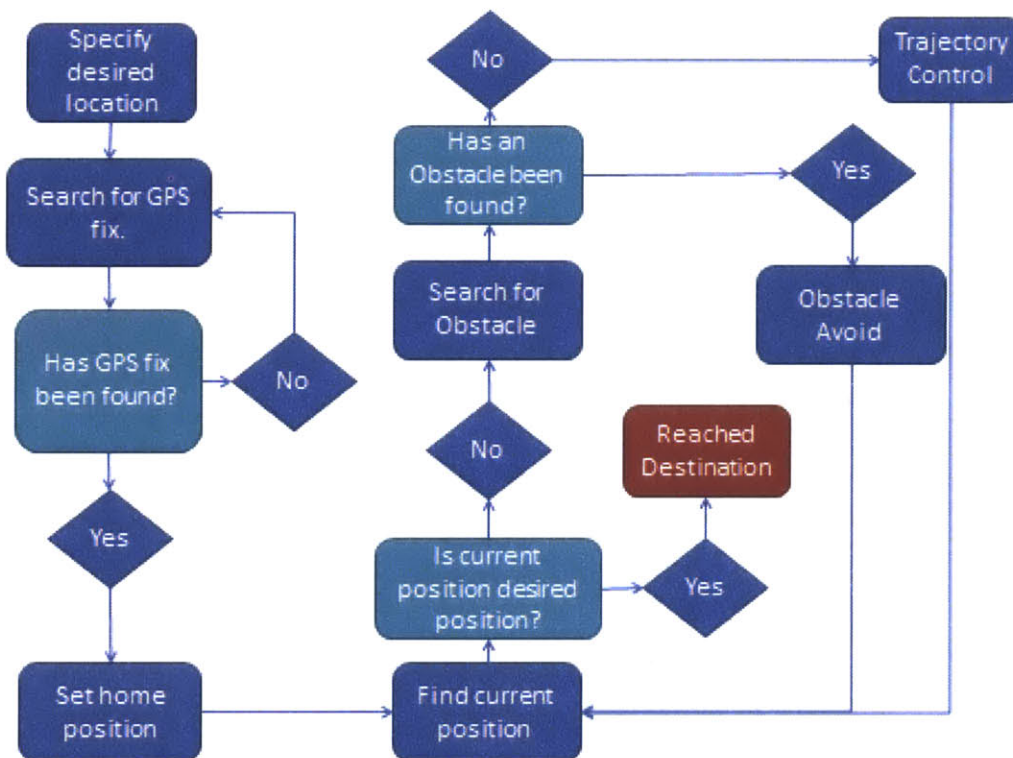 Specify
desired
location
Search for GPS
fix.
Has GPS fix
been found?
No
Yes
Set home
position
Find current
position
Is current
position desired
position?
Yes
Reached
Destination
No
Search for
Obstacle
Has an
Obstacle been
found?
No
Yes
Trajectory
Control
Obstacle
Avoid